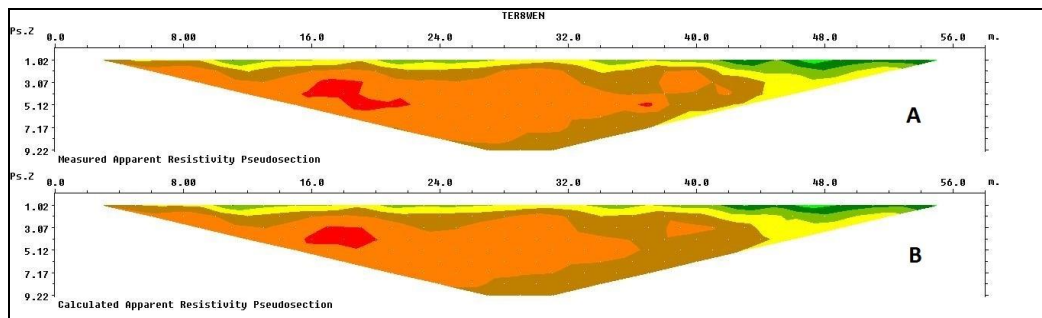 TER8WEN
Ps.Z 0.0 8.00 16.0 24.0 32.0 40.0 48.0 56.0 m.
1.02
3.07
5.12
7.17
9.22
A
Measured Apparent Resistivity Pseudosection
Ps.Z 0.0 8.00 16.0 24.0 32.0 40.0 48.0 56.0 m.
1.02
3.07
5.12
7.17
9.22
B
Calculated Apparent Resistivity Pseudosection